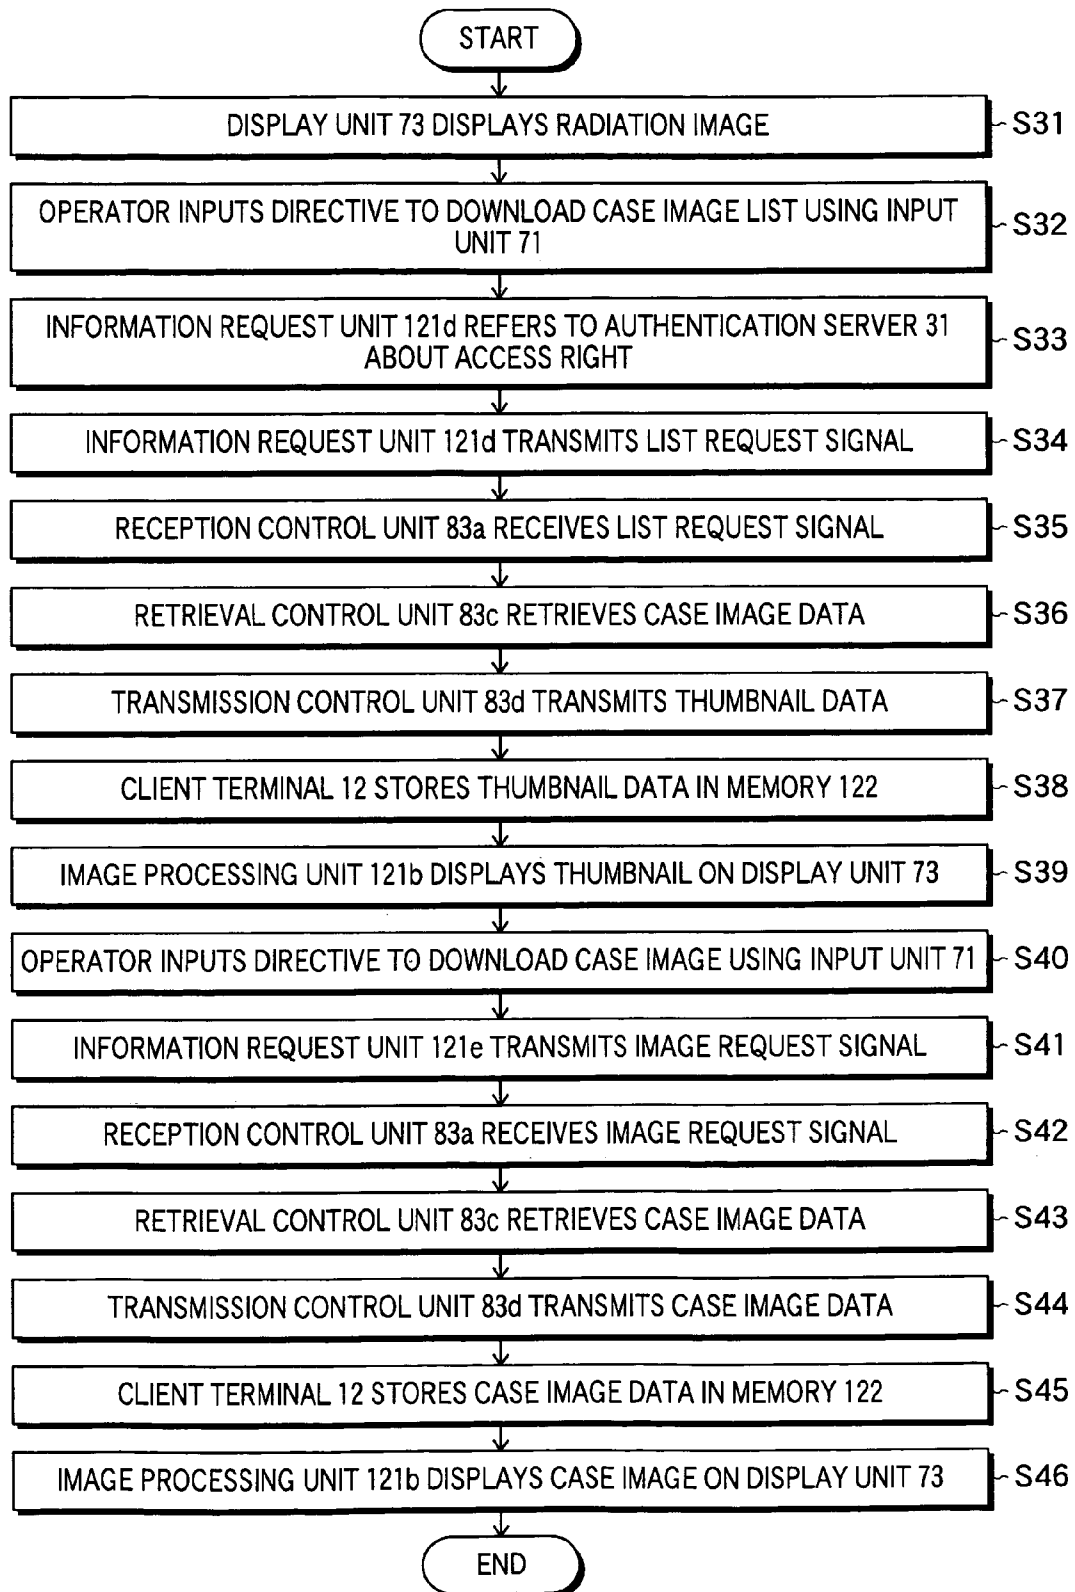 START
DISPLAY UNIT 73 DISPLAYS RADIATION IMAGE
S31
OPERATOR INPUTS DIRECTIVE TO DOWNLOAD CASE IMAGE LIST USING INPUT
UNIT 71
S32
INFORMATION REQUEST UNIT 121d REFERS TO AUTHENTICATION SERVER 31
ABOUT ACCESS RIGHT
S33
INFORMATION REQUEST UNIT 121d TRANSMITS LIST REQUEST SIGNAL
S34
RECEPTION CONTROL UNIT 83a RECEIVES LIST REQUEST SIGNAL
S35
RETRIEVAL CONTROL UNIT 83c RETRIEVES CASE IMAGE DATA
S36
TRANSMISSION CONTROL UNIT 83d TRANSMITS THUMBNAIL DATA
S37
CLIENT TERMINAL 12 STORES THUMBNAIL DATA IN MEMORY 122
S38
IMAGE PROCESSING UNIT 121b DISPLAYS THUMBNAIL ON DISPLAY UNIT 73
S39
OPERATOR INPUTS DIRECTIVE TO DOWNLOAD CASE IMAGE USING INPUT UNIT 71
S40
INFORMATION REQUEST UNIT 121e TRANSMITS IMAGE REQUEST SIGNAL
S41
RECEPTION CONTROL UNIT 83a RECEIVES IMAGE REQUEST SIGNAL
S42
RETRIEVAL CONTROL UNIT 83c RETRIEVES CASE IMAGE DATA
S43
TRANSMISSION CONTROL UNIT 83d TRANSMITS CASE IMAGE DATA
S44
CLIENT TERMINAL 12 STORES CASE IMAGE DATA IN MEMORY 122
S45
IMAGE PROCESSING UNIT 121b DISPLAYS CASE IMAGE ON DISPLAY UNIT 73
S46
END